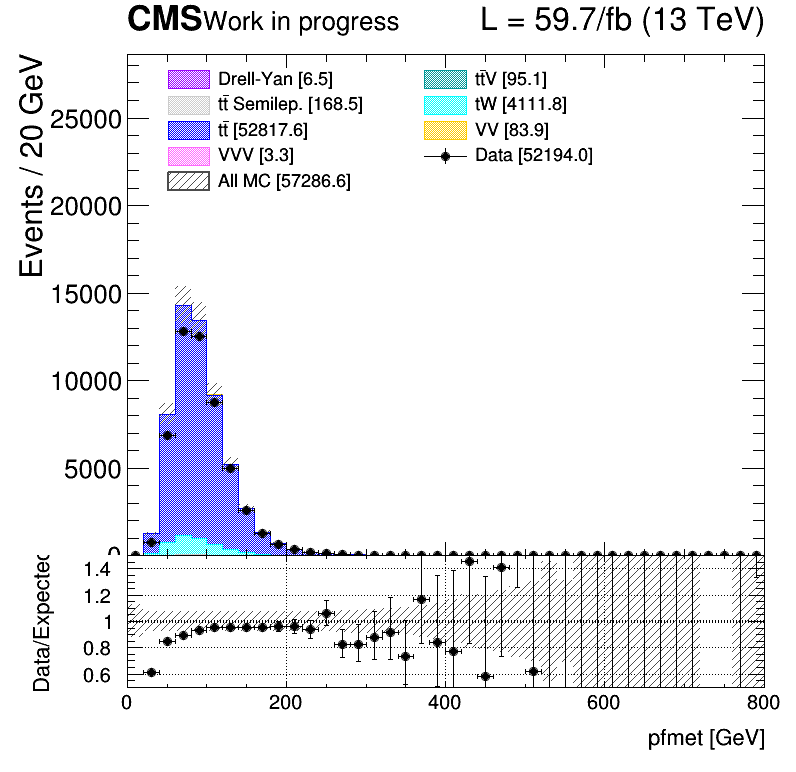 CMS Work in progress L = 59.7/fb (13 TeV)
Events / 20 GeV
25000
20000
15000
10000
5000
0
Drell-Yan [6.5]
tt̄ Semilep. [168.5]
tt̄ [52817.6]
VVV [3.3]
All MC [57286.6]
tt̄V [95.1]
tW [4111.8]
VV [83.9]
Data [52194.0]
Data/Expected
1.4
1.2
1
0.8
0.6
0 200 400 600 800
pfmet [GeV]